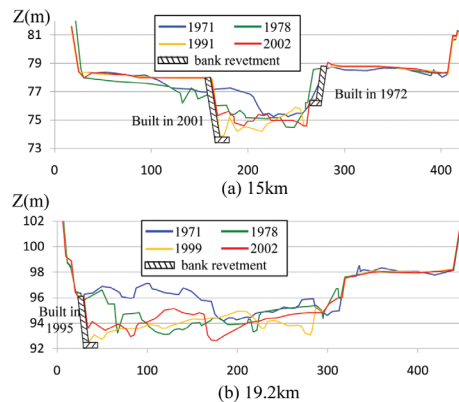 Z(m)
81
79
77
75
73
1971 1978
1991 2002
bank revetment
Built in 2001
Built in 1972
0 100 200 300 400
(a) 15km
Z(m)
102
100
98
96
94
92
1971 1978
1999 2002
bank revetment
Built in
1995
0 100 200 300 400
(b) 19.2km